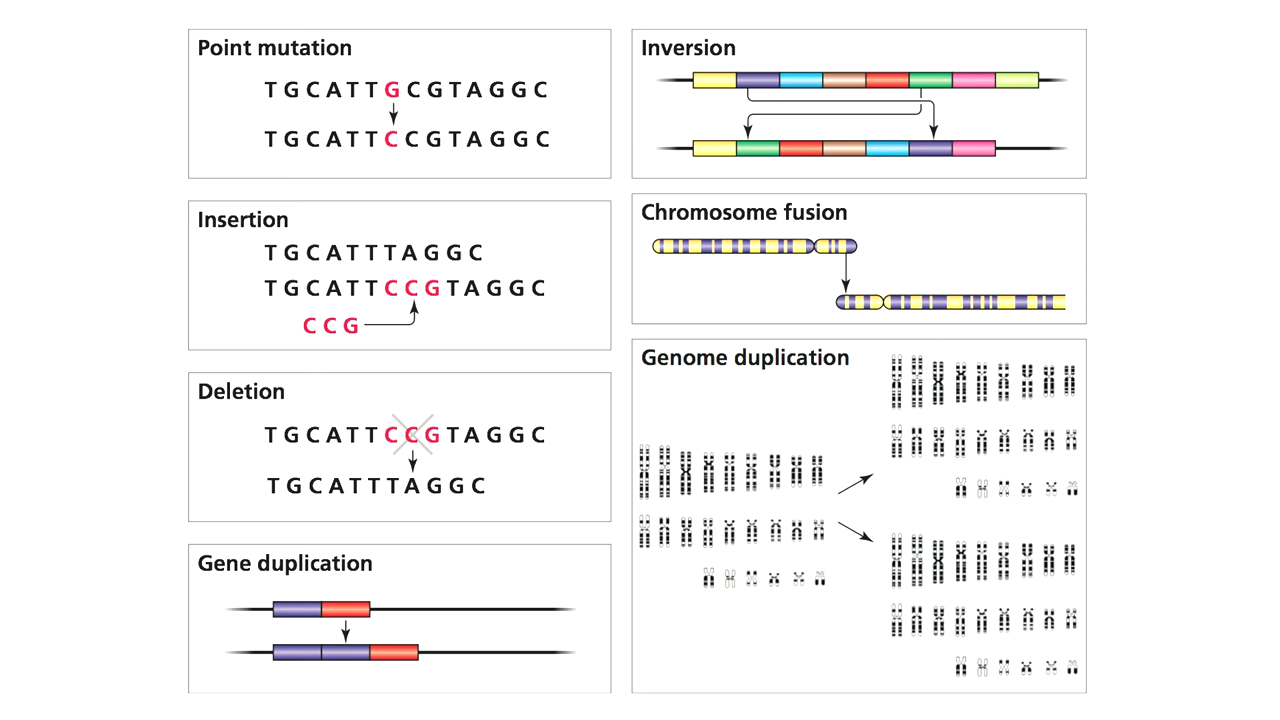 Point mutation
TGCATTGCGTAGGC
TGCATTCCGTAGGC
Insertion
TGCATTTAGGC
TGCATTCCGTAGGC
CCG
Deletion
TGCATTCCGTAGGC
TGCATTTAGGC
Gene duplication
Inversion
Chromosome fusion
Genome duplication